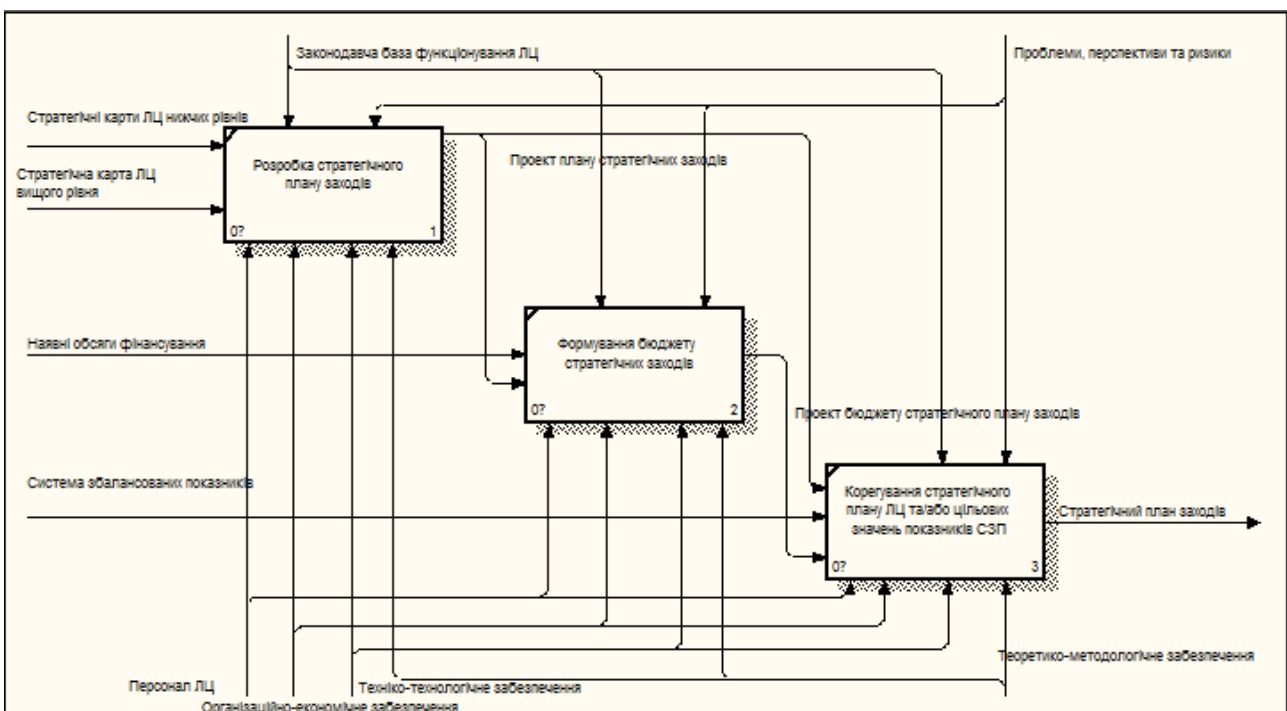 Законодавча база функціонування ЛЦ
Проблеми, перспективи та ризики
Стратегічні карти ЛЦ нижчих рівнів
Стратегічна карта ЛЦ
вищого рівня
Розробка стратегічного
плану заходів
0? 1
Проект плану стратегічних заходів
Наявні обсяги фінансування
Формування бюджету
стратегічних заходів
0? 2
Проект бюджету стратегічного плану заходів
Система збалансованих показників
Корегування стратегічного
плану ЛЦ та/або цільових
значень показників СЗП
0? 3
Стратегічний план заходів
Теоретико-методологічне забезпечення
Персонал ЛЦ
Техніко-технологічне забезпечення
Організаційно-економічне забезпечення